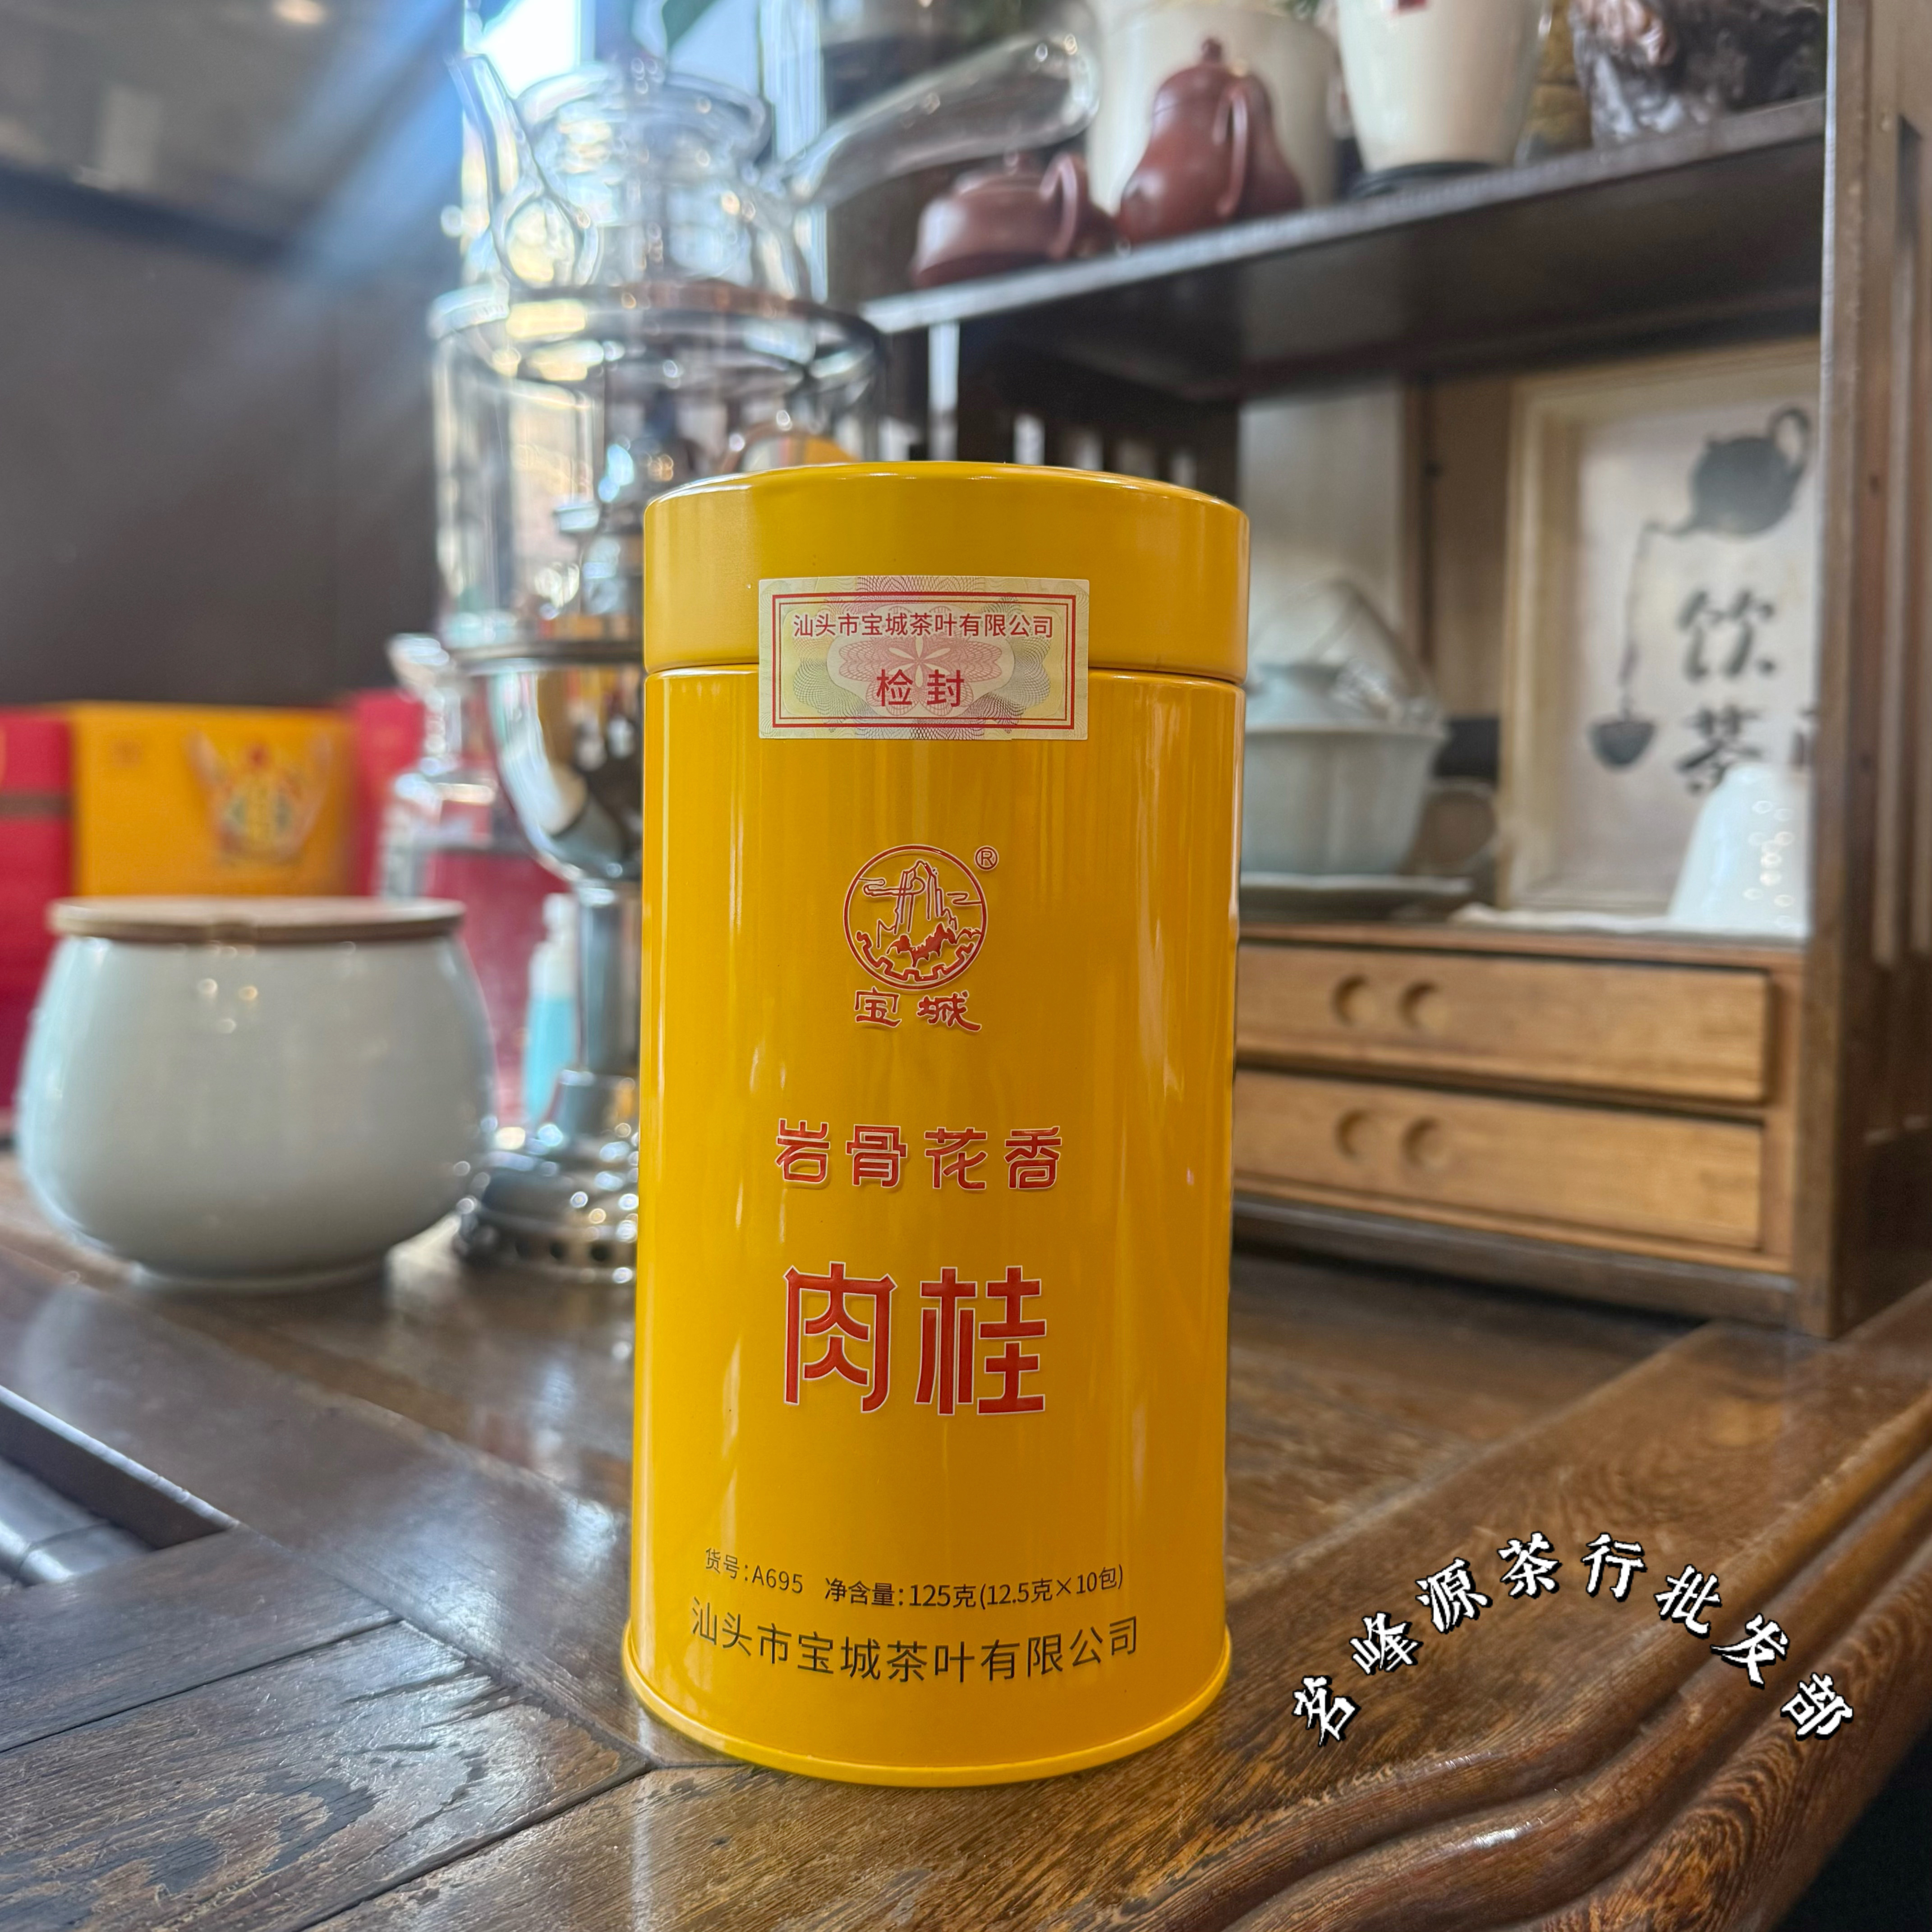 汕头市宝城茶叶有限公司
检封
®
宝城
岩骨花香
肉桂
货号:A695 净含量:125克(12.5克×10包)
汕头市宝城茶叶有限公司
饮
茶
茗峰源茶行批发部